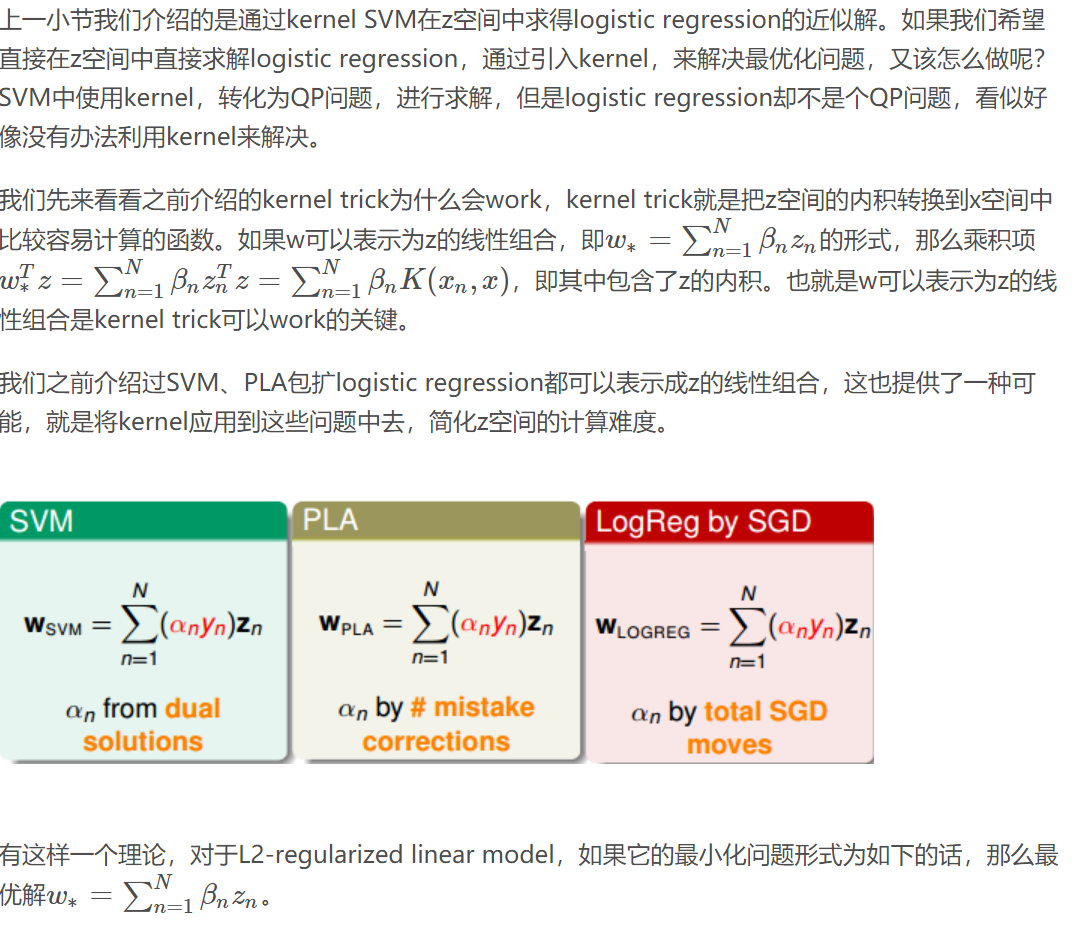 上一小节我们介绍的是通过kernel SVM在z空间中求得logistic regression的近似解。如果我们希望
直接在z空间中直接求解logistic regression，通过引入kernel，来解决最优化问题，又该怎么做呢？
SVM中使用kernel，转化为QP问题，进行求解，但是logistic regression却不是个QP问题，看似好
像没有办法利用kernel来解决。
我们先来看看之前介绍的kernel trick为什么会work，kernel trick就是把z空间的内积转换到x空间中
比较容易计算的函数。如果w可以表示为z的线性组合，即$w_* = \sum_{n=1}^N \beta_n z_n$的形式，那么乘积项
$w_*^T z = \sum_{n=1}^N \beta_n z_n^T z = \sum_{n=1}^N \beta_n K(x_n, x)$，即其中包含了z的内积。也就是w可以表示为z的线
性组合是kernel trick可以work的关键。
我们之前介绍过SVM、PLA包扩logistic regression都可以表示成z的线性组合，这也提供了一种可
能，就是将kernel应用到这些问题中去，简化z空间的计算难度。
SVM
$\mathbf{w}_{\text{SVM}} = \sum_{n=1}^{N} (\alpha_n y_n) \mathbf{z}_n$
$\alpha_n$ from dual
solutions
PLA
$\mathbf{w}_{\text{PLA}} = \sum_{n=1}^{N} (\alpha_n y_n) \mathbf{z}_n$
$\alpha_n$ by # mistake
corrections
LogReg by SGD
$\mathbf{w}_{\text{LOGREG}} = \sum_{n=1}^{N} (\alpha_n y_n) \mathbf{z}_n$
$\alpha_n$ by total SGD
moves
有这样一个理论，对于L2-regularized linear model，如果它的最小化问题形式为如下的话，那么最
优解$w_* = \sum_{n=1}^N \beta_n z_n$。